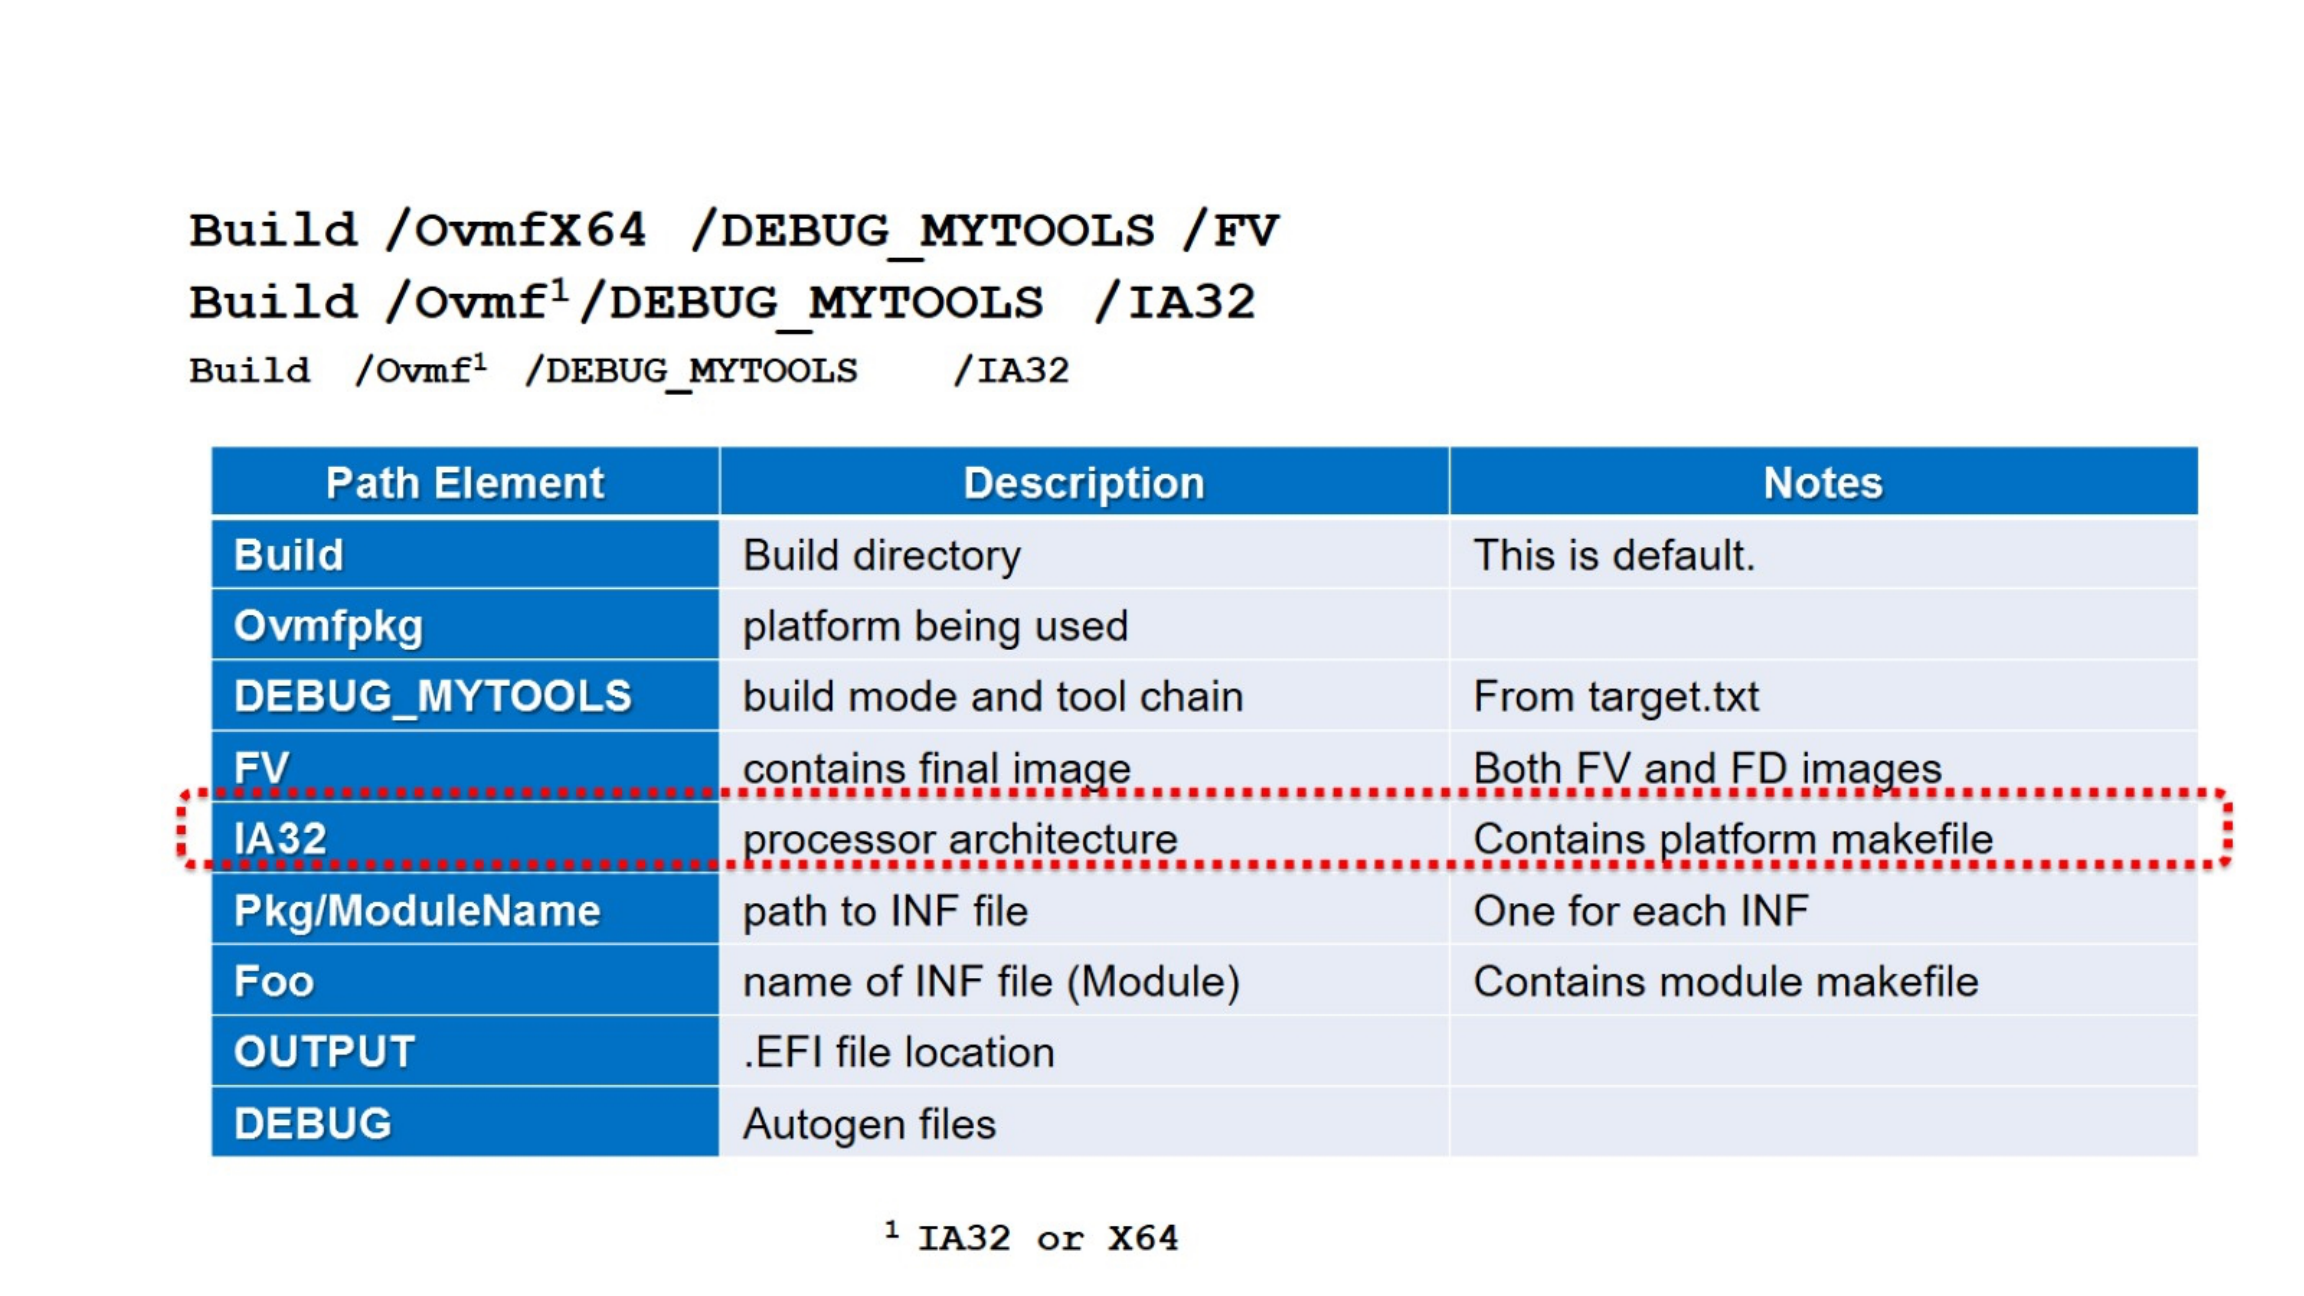 Build /OvmfX64 /DEBUG_MYTOOLS /FV
Build /Ovmf¹/DEBUG_MYTOOLS /IA32
Build /Ovmf¹ /DEBUG_MYTOOLS /IA32
Path Element Description Notes
Build Build directory This is default.
Ovmfpkg platform being used
DEBUG_MYTOOLS build mode and tool chain From target.txt
FV contains final image Both FV and FD images
IA32 processor architecture Contains platform makefile
Pkg/ModuleName path to INF file One for each INF
Foo name of INF file (Module) Contains module makefile
OUTPUT .EFI file location
DEBUG Autogen files
¹ IA32 or X64